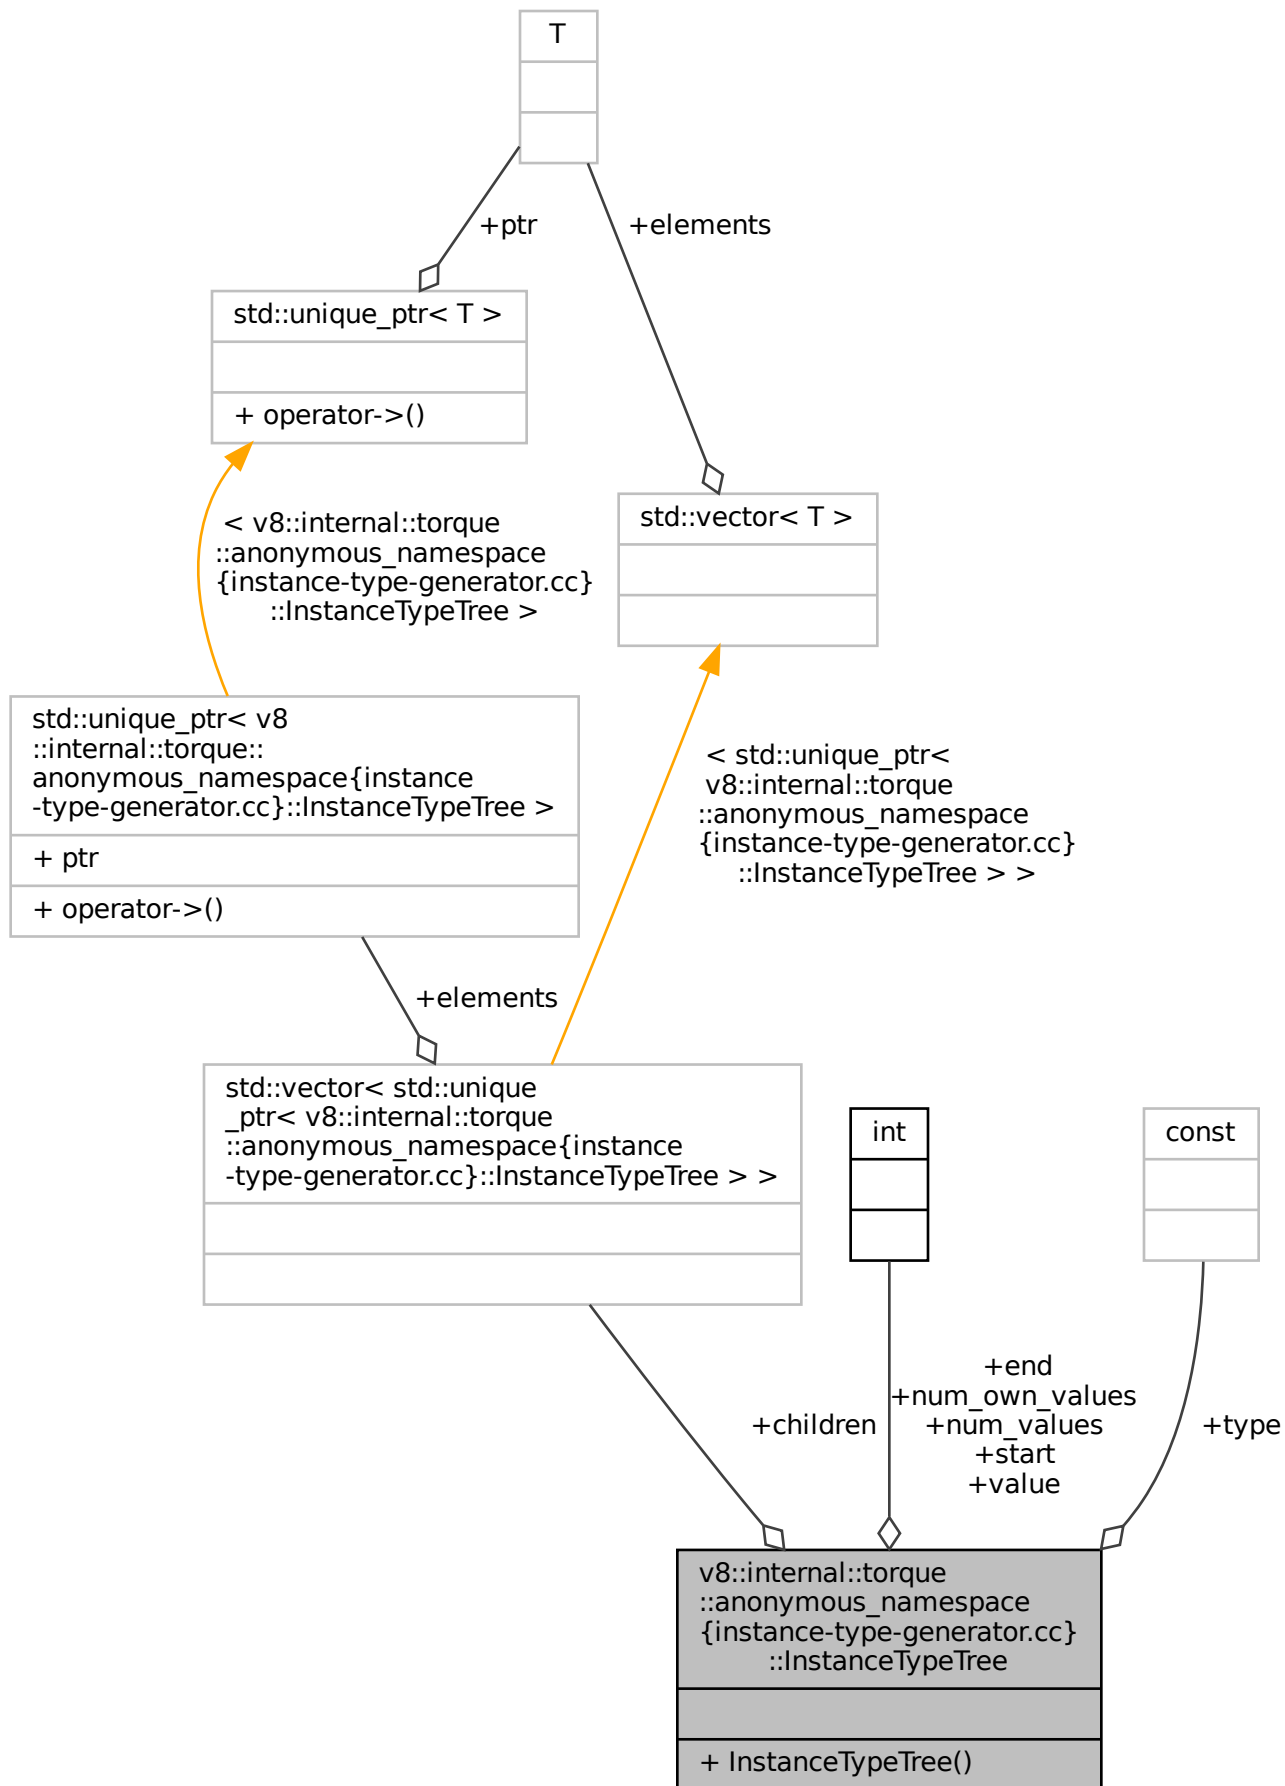 T
+ptr
+elements
std::unique_ptr< T >
+ operator->()
std::vector< T >
< v8::internal::torque
::anonymous_namespace
{instance-type-generator.cc}
::InstanceTypeTree >
std::unique_ptr< v8
::internal::torque::
anonymous_namespace{instance
-type-generator.cc}::InstanceTypeTree >
+ ptr
+ operator->()
< std::unique_ptr<
v8::internal::torque
::anonymous_namespace
{instance-type-generator.cc}
::InstanceTypeTree > >
+elements
std::vector< std::unique
_ptr< v8::internal::torque
::anonymous_namespace{instance
-type-generator.cc}::InstanceTypeTree > >
int
const
+children
+end
+num_own_values
+num_values
+start
+value
+type
v8::internal::torque
::anonymous_namespace
{instance-type-generator.cc}
::InstanceTypeTree
+ InstanceTypeTree()